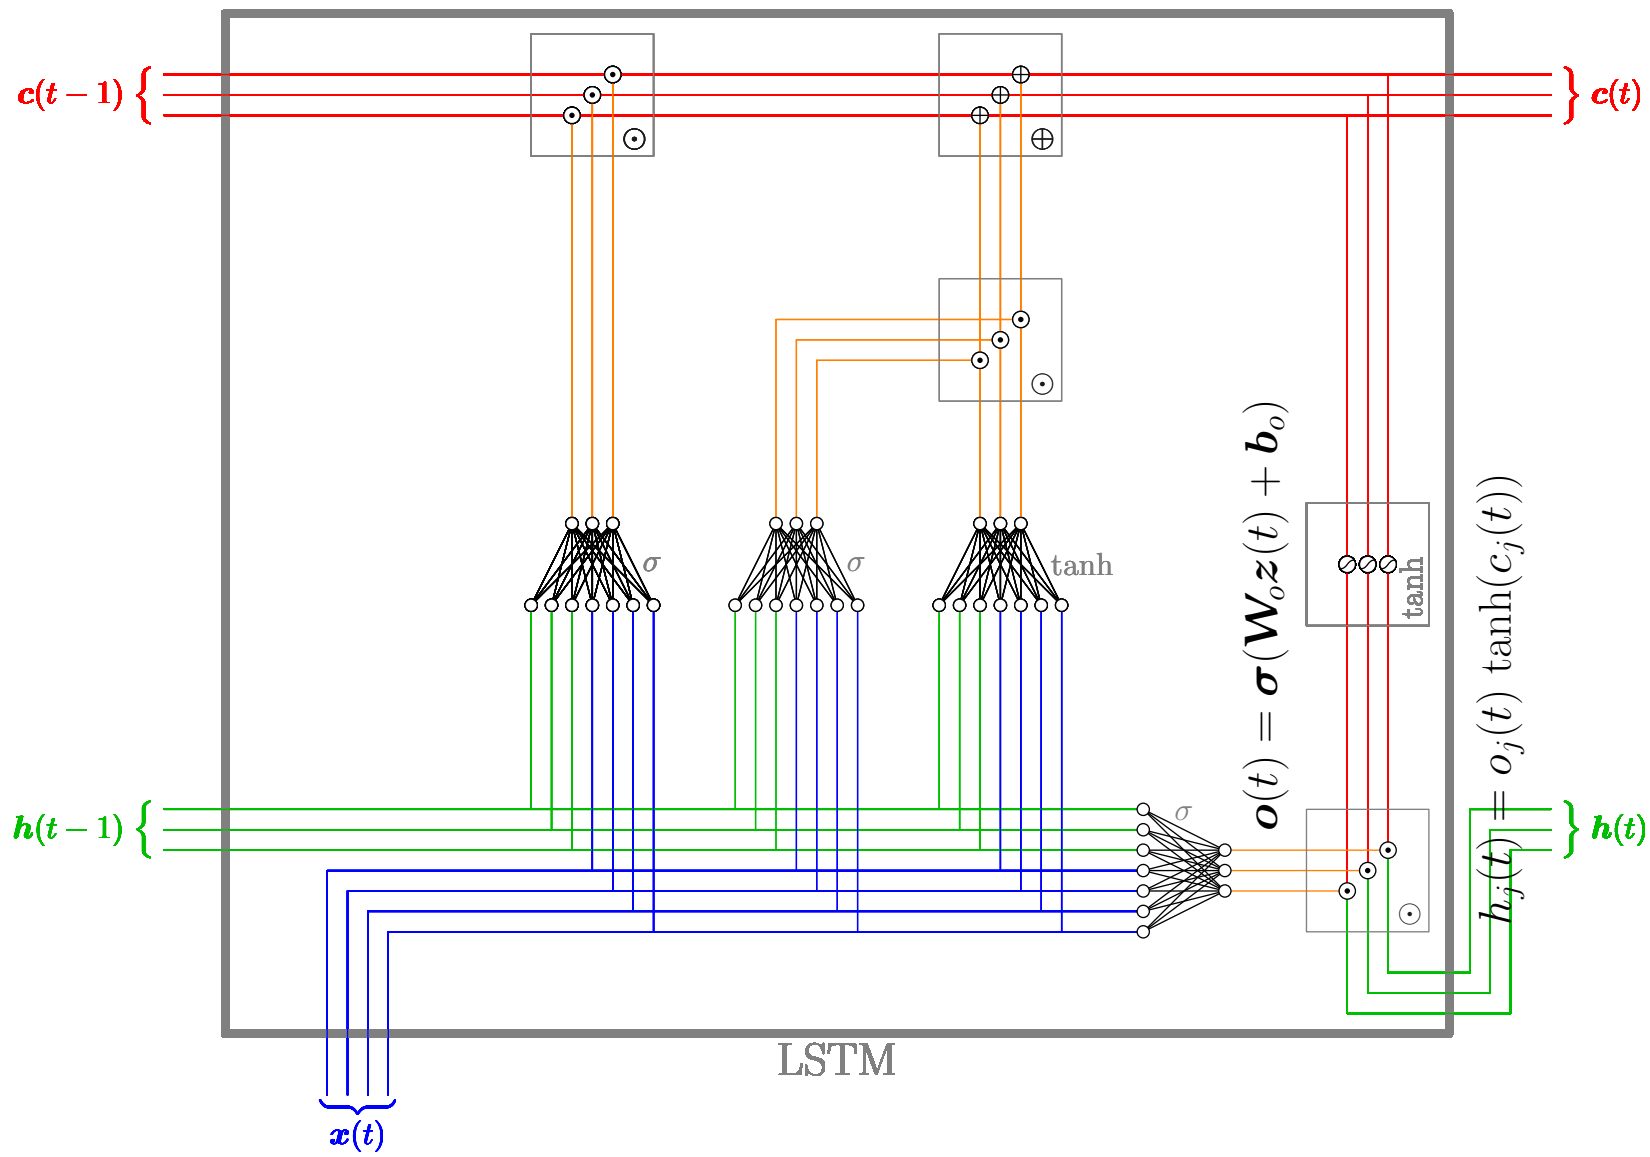 c(t − 1)
c(t)
σ
σ
tanh
tanh
o(t) = σ(W_o z(t) + b_o)
h_j(t) = o_j(t) tanh(c_j(t))
h(t − 1)
σ
h(t)
LSTM
x(t)